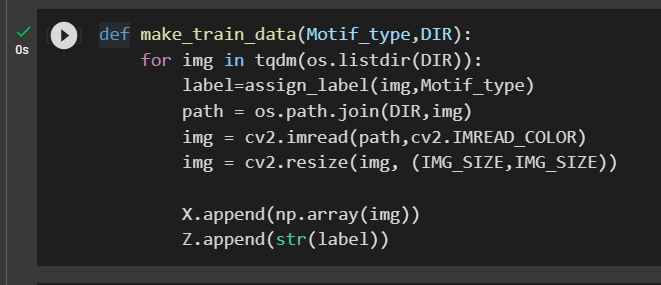 def make_train_data(Motif_type,DIR):
    for img in tqdm(os.listdir(DIR)):
        label=assign_label(img,Motif_type)
        path = os.path.join(DIR,img)
        img = cv2.imread(path,cv2.IMREAD_COLOR)
        img = cv2.resize(img, (IMG_SIZE,IMG_SIZE))
        X.append(np.array(img))
        Z.append(str(label))
0s